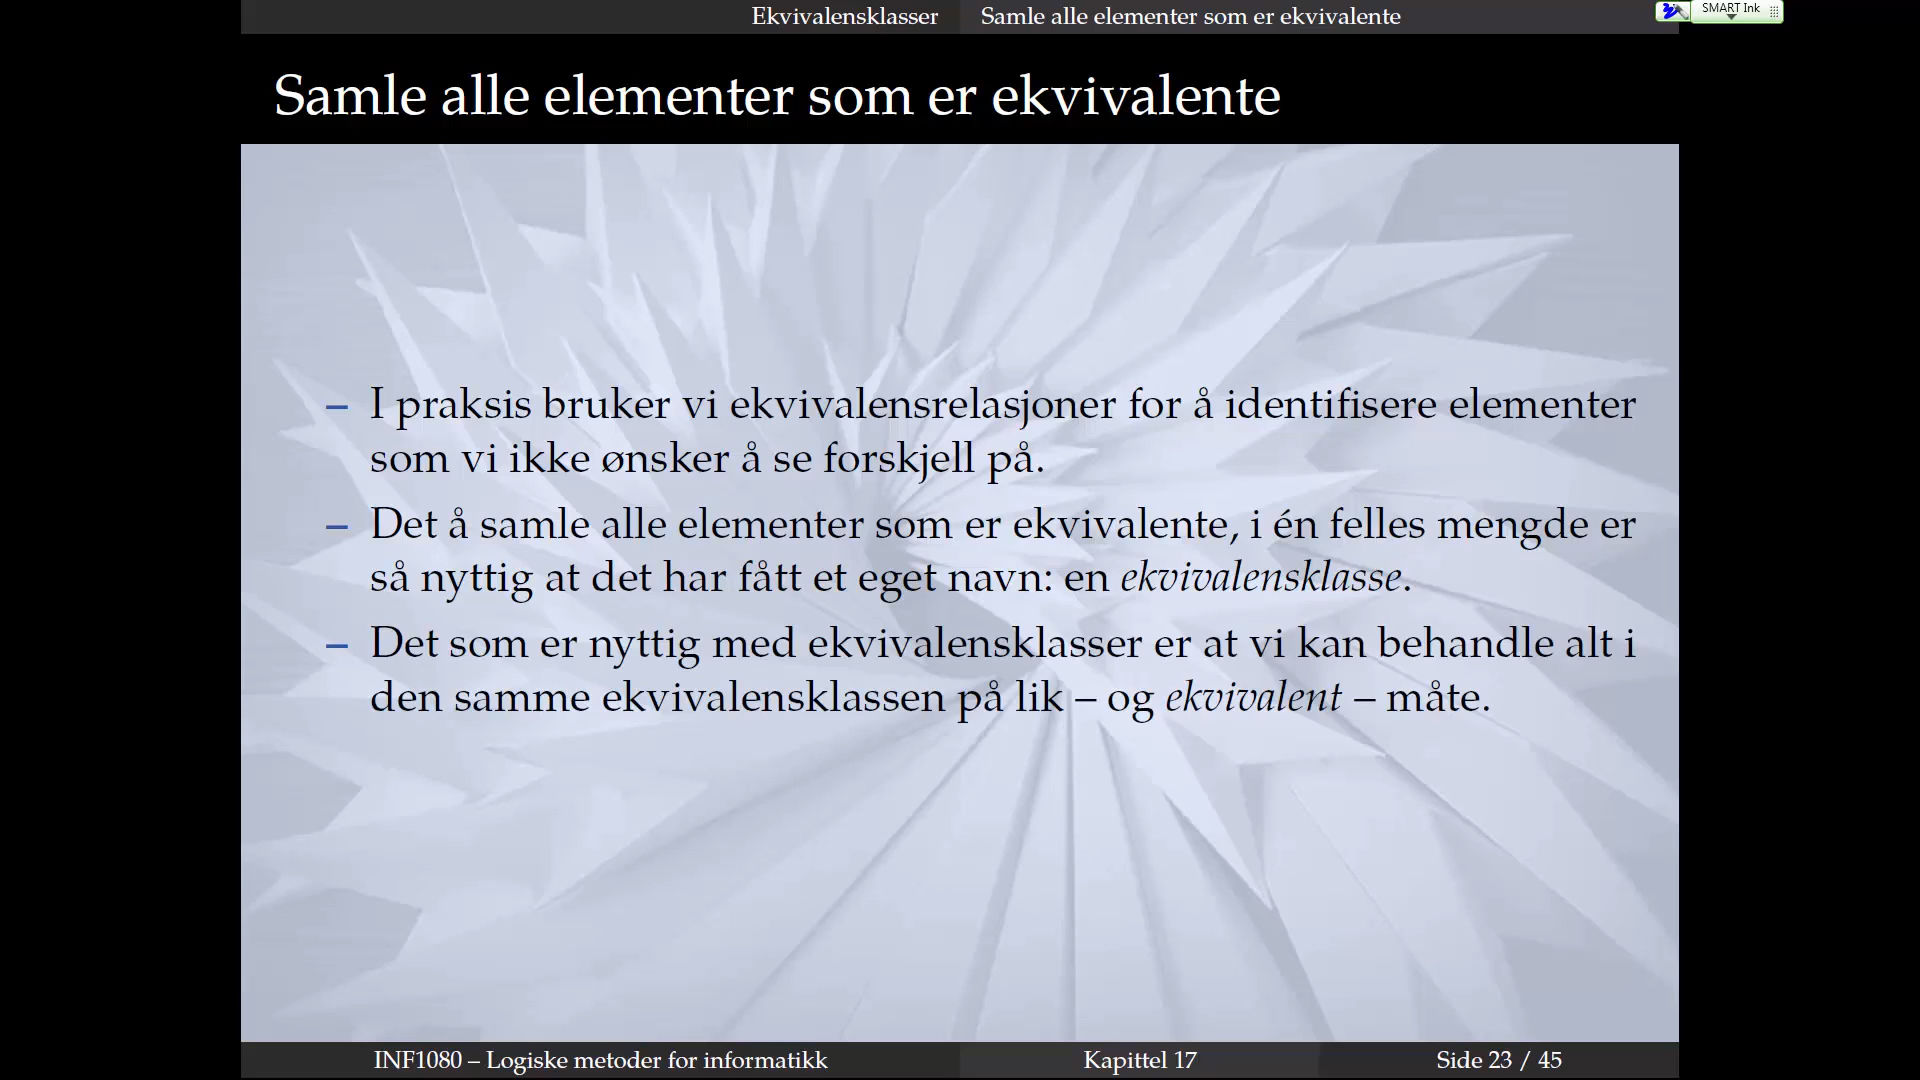 Ekvivalensklasser
Samle alle elementer som er ekvivalente
SMART Ink
Samle alle elementer som er ekvivalente
– I praksis bruker vi ekvivalensrelasjoner for å identifisere elementer
som vi ikke ønsker å se forskjell på.
– Det å samle alle elementer som er ekvivalente, i én felles mengde er
så nyttig at det har fått et eget navn: en ekvivalensklasse.
– Det som er nyttig med ekvivalensklasser er at vi kan behandle alt i
den samme ekvivalensklassen på lik – og ekvivalent – måte.
INF1080 – Logiske metoder for informatikk
Kapittel 17
Side 23 / 45